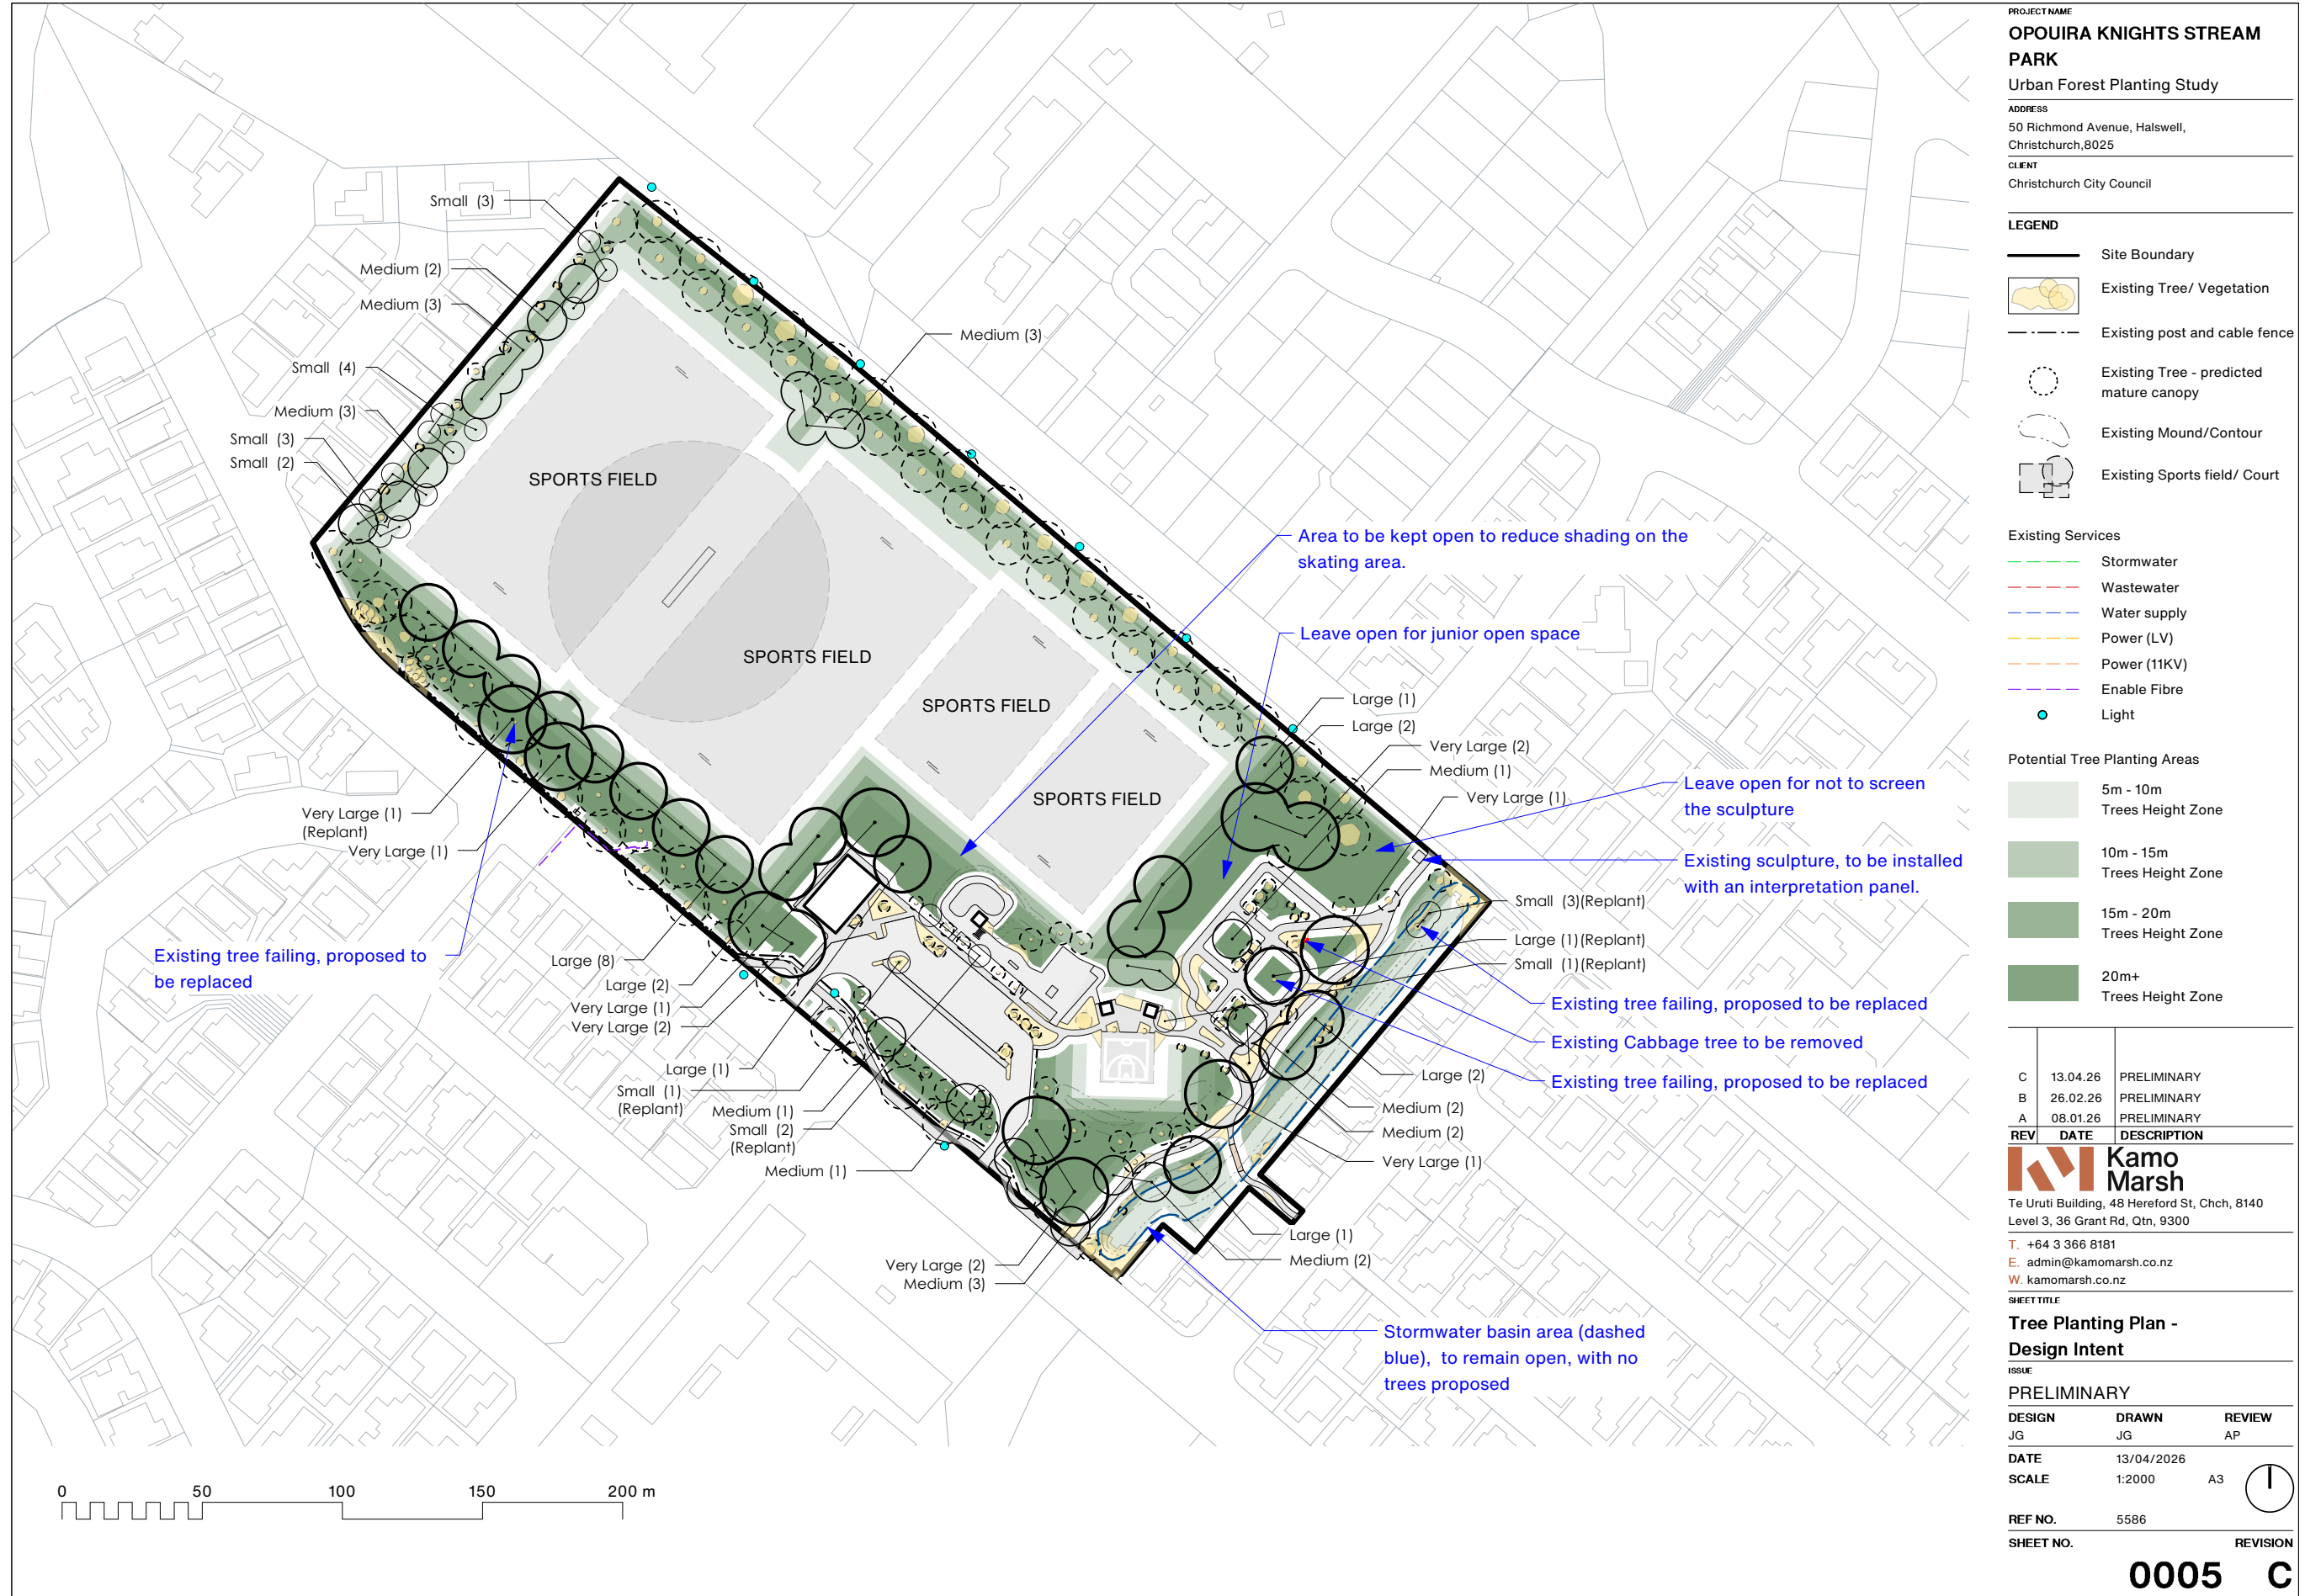 Small (3)
Medium (2)
Medium (3)
Small (4)
Medium (3)
Small (3)
Small (2)
Medium (3)
SPORTS FIELD
SPORTS FIELD
SPORTS FIELD
SPORTS FIELD
Area to be kept open to reduce shading on the
skating area.
Leave open for junior open space
Large (1)
Large (2)
Very Large (2)
Medium (1)
Very Large (1)
Leave open for not to screen
the sculpture
Existing sculpture, to be installed
with an interpretation panel.
Small (3)(Replant)
Large (1)(Replant)
Small (1)(Replant)
Existing tree failing, proposed to be replaced
Existing Cabbage tree to be removed
Existing tree failing, proposed to be replaced
Large (2)
Medium (2)
Medium (2)
Very Large (1)
Large (1)
Medium (2)
Stormwater basin area (dashed
blue), to remain open, with no
trees proposed
Very Large (1)
(Replant)
Very Large (1)
Existing tree failing, proposed to
be replaced
Large (8)
Large (2)
Very Large (1)
Very Large (2)
Large (1)
Small (1)
(Replant)
Medium (1)
Small (2)
(Replant)
Medium (1)
Very Large (2)
Medium (3)
0 50 100 150 200 m
PROJECT NAME
OPOUIRA KNIGHTS STREAM
PARK
Urban Forest Planting Study
ADDRESS
50 Richmond Avenue, Halswell,
Christchurch,8025
CLIENT
Christchurch City Council
LEGEND
Site Boundary
Existing Tree/ Vegetation
Existing post and cable fence
Existing Tree - predicted
mature canopy
Existing Mound/Contour
Existing Sports field/ Court
Existing Services
Stormwater
Wastewater
Water supply
Power (LV)
Power (11KV)
Enable Fibre
Light
Potential Tree Planting Areas
5m - 10m
Trees Height Zone
10m - 15m
Trees Height Zone
15m - 20m
Trees Height Zone
20m+
Trees Height Zone
C 13.04.26 PRELIMINARY
B 26.02.26 PRELIMINARY
A 08.01.26 PRELIMINARY
REV DATE DESCRIPTION
Kamo
Marsh
Te Uruti Building, 48 Hereford St, Chch, 8140
Level 3, 36 Grant Rd, Qtn, 9300
T. +64 3 366 8181
E. admin@kamomarsh.co.nz
W. kamomarsh.co.nz
SHEET TITLE
Tree Planting Plan -
Design Intent
ISSUE
PRELIMINARY
DESIGN DRAWN REVIEW
JG JG AP
DATE 13/04/2026
SCALE 1:2000 A3
REF NO. 5586
SHEET NO. REVISION
0005 C